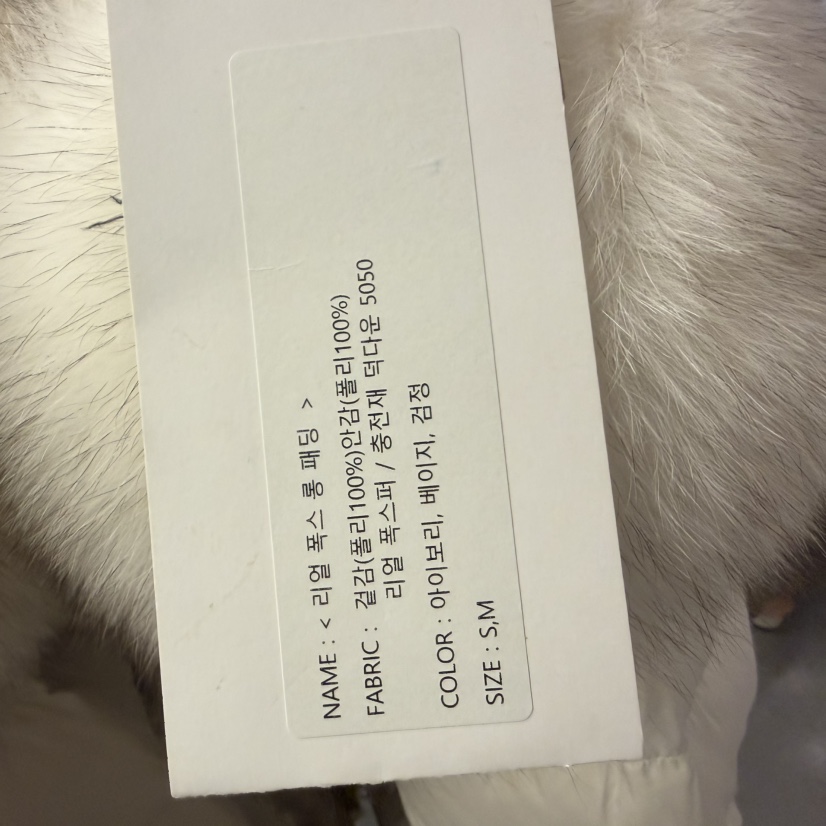 NAME : < 리얼 폭스 롱 패딩 >
FABRIC : 겉감(폴리100%)안감(폴리100%)
리얼 폭스퍼 / 충전재 덕다운 5050
COLOR : 아이보리, 베이지, 검정
SIZE : S,M